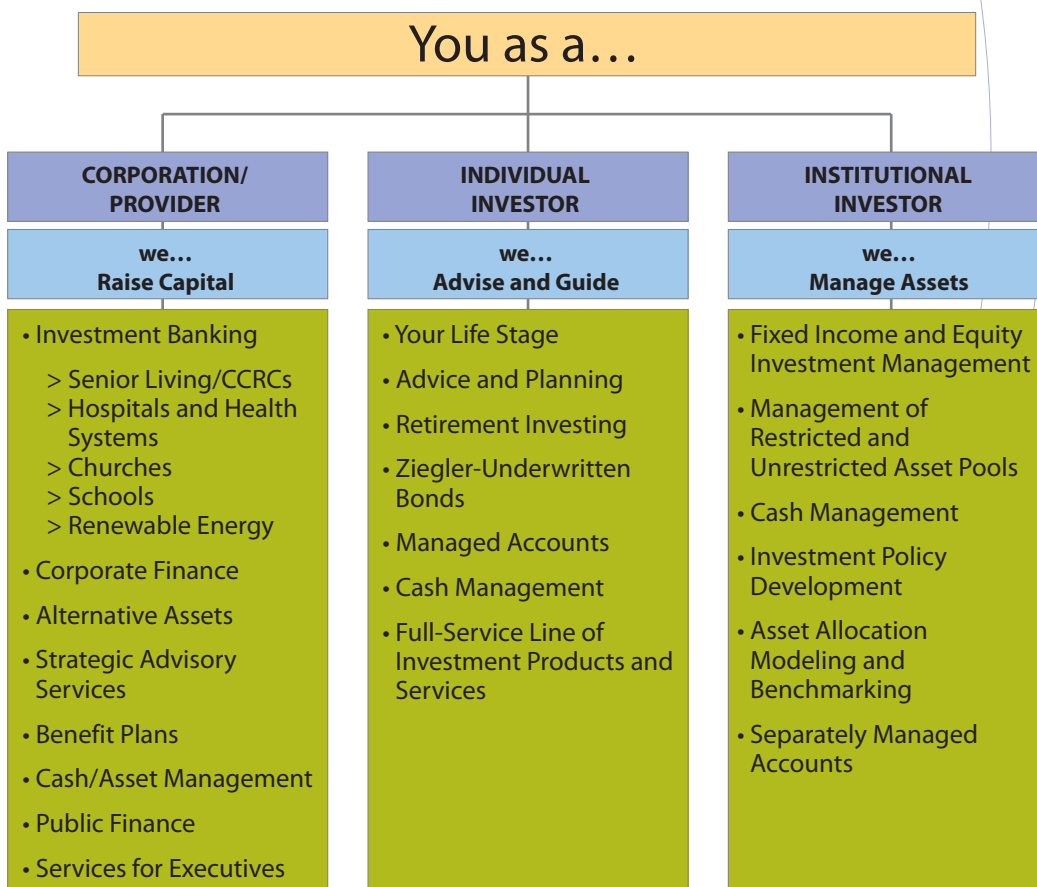 You as a…
CORPORATION/
PROVIDER
we…
Raise Capital
• Investment Banking
> Senior Living/CCRCs
> Hospitals and Health
Systems
> Churches
> Schools
> Renewable Energy
• Corporate Finance
• Alternative Assets
• Strategic Advisory
Services
• Benefit Plans
• Cash/Asset Management
• Public Finance
• Services for Executives
INDIVIDUAL
INVESTOR
we…
Advise and Guide
• Your Life Stage
• Advice and Planning
• Retirement Investing
• Ziegler-Underwritten
Bonds
• Managed Accounts
• Cash Management
• Full-Service Line of
Investment Products and
Services
INSTITUTIONAL
INVESTOR
we…
Manage Assets
• Fixed Income and Equity
Investment Management
• Management of
Restricted and
Unrestricted Asset Pools
• Cash Management
• Investment Policy
Development
• Asset Allocation
Modeling and
Benchmarking
• Separately Managed
Accounts